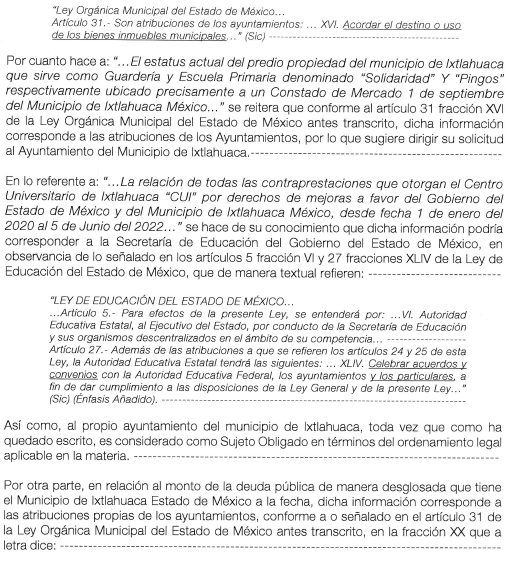 "Ley Orgánica Municipal del Estado de México...
Artículo 31.- Son atribuciones de los ayuntamientos: ... XVI. Acordar el destino o uso
de los bienes inmuebles municipales..." (Sic) ------------------------------------------
Por cuanto hace a: "...El estatus actual del predio propiedad del municipio de Ixtlahuaca
que sirve como Guardería y Escuela Primaria denominado "Solidaridad" Y "Pingos"
respectivamente ubicado precisamente a un Constado de Mercado 1 de septiembre
del Municipio de Ixtlahuaca México..." se reitera que conforme al artículo 31 fracción XVI
de la Ley Orgánica Municipal del Estado de México antes transcrito, dicha información
corresponde a las atribuciones de los Ayuntamientos, por lo que sugiere dirigir su solicitud
al Ayuntamiento del Municipio de Ixtlahuaca.------------------------------------------
En lo referente a: "...La relación de todas las contraprestaciones que otorgan el Centro
Universitario de Ixtlahuaca "CUI" por derechos de mejoras a favor del Gobierno del
Estado de México y del Municipio de Ixtlahuaca México, desde fecha 1 de enero del
2020 al 5 de Junio del 2022..." se hace de su conocimiento que dicha información podría
corresponder a la Secretaría de Educación del Gobierno del Estado de México, en
observancia de lo señalado en los artículos 5 fracción VI y 27 fracciones XLIV de la Ley de
Educación del Estado de México, que de manera textual refieren: ----------------------
"LEY DE EDUCACIÓN DEL ESTADO DE MÉXICO...
...Artículo 5.- Para efectos de la presente Ley, se entenderá por: ...VI. Autoridad
Educativa Estatal, al Ejecutivo del Estado, por conducto de la Secretaría de Educación
y sus organismos descentralizados en el ámbito de su competencia... ------------------
Artículo 27.- Además de las atribuciones a que se refieren los artículos 24 y 25 de esta
Ley, la Autoridad Educativa Estatal tendrá las siguientes: ... XLIV. Celebrar acuerdos y
convenios con la Autoridad Educativa Federal, los ayuntamientos y los particulares, a
fin de dar cumplimiento a las disposiciones de la Ley General y de la presente Ley..."
(Sic) (Énfasis Añadido). ------------------------------------------
Así como, al propio ayuntamiento del municipio de Ixtlahuaca, toda vez que como ha
quedado escrito, es considerado como Sujeto Obligado en términos del ordenamiento legal
aplicable en la materia. ------------------------------------------
Por otra parte, en relación al monto de la deuda pública de manera desglosada que tiene
el Municipio de Ixtlahuaca Estado de México a la fecha, dicha información corresponde a
las atribuciones propias de los ayuntamientos, conforme a o señalado en el artículo 31 de
la Ley Orgánica Municipal del Estado de México antes transcrito, en la fracción XX que a
letra dice: ------------------------------------------